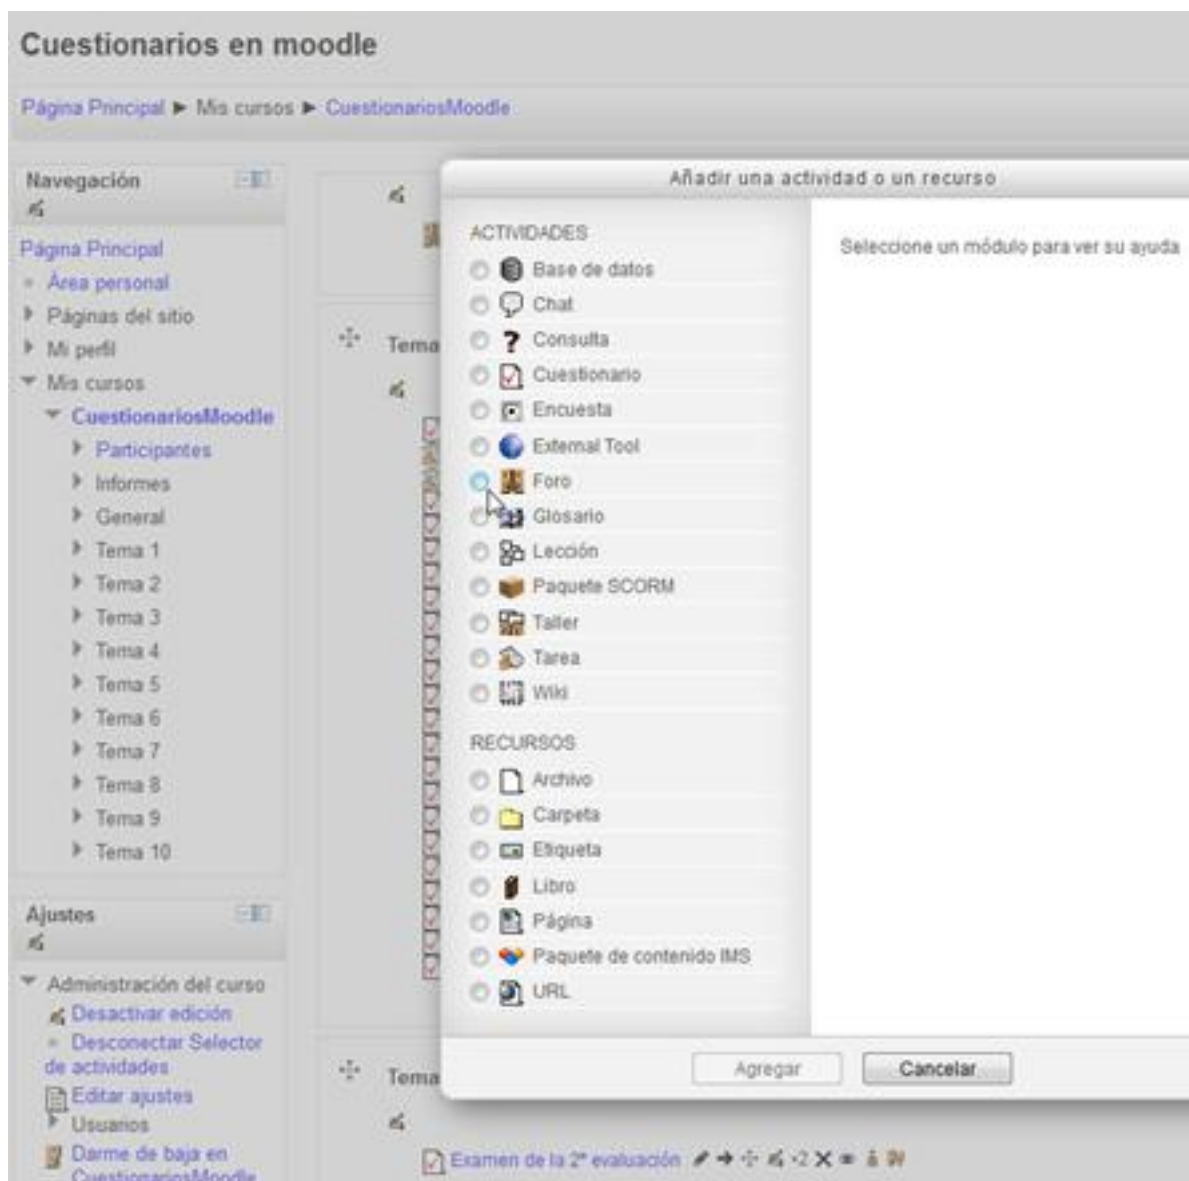 Cuestionarios en moodle
Página Principal ► Mis cursos ► CuestionariosMoodle
Navegación
Página Principal
Área personal
Páginas del sitio
Mi perfil
Mis cursos
CuestionariosMoodle
Participantes
Informes
General
Tema 1
Tema 2
Tema 3
Tema 4
Tema 5
Tema 6
Tema 7
Tema 8
Tema 9
Tema 10
Ajustes
Administración del curso
Desactivar edición
Desconectar Selector
de actividades
Editar ajustes
Usuarios
Darme de baja en
CuestionariosMoodle
Tema
Tema
Examen de la 2ª evaluación
Añadir una actividad o un recurso
ACTIVIDADES
Base de datos
Chat
Consulta
Cuestionario
Encuesta
External Tool
Foro
Glosario
Lección
Paquete SCORM
Taller
Tarea
Wiki
RECURSOS
Archivo
Carpeta
Etiqueta
Libro
Página
Paquete de contenido IMS
URL
Seleccione un módulo para ver su ayuda
Agregar
Cancelar